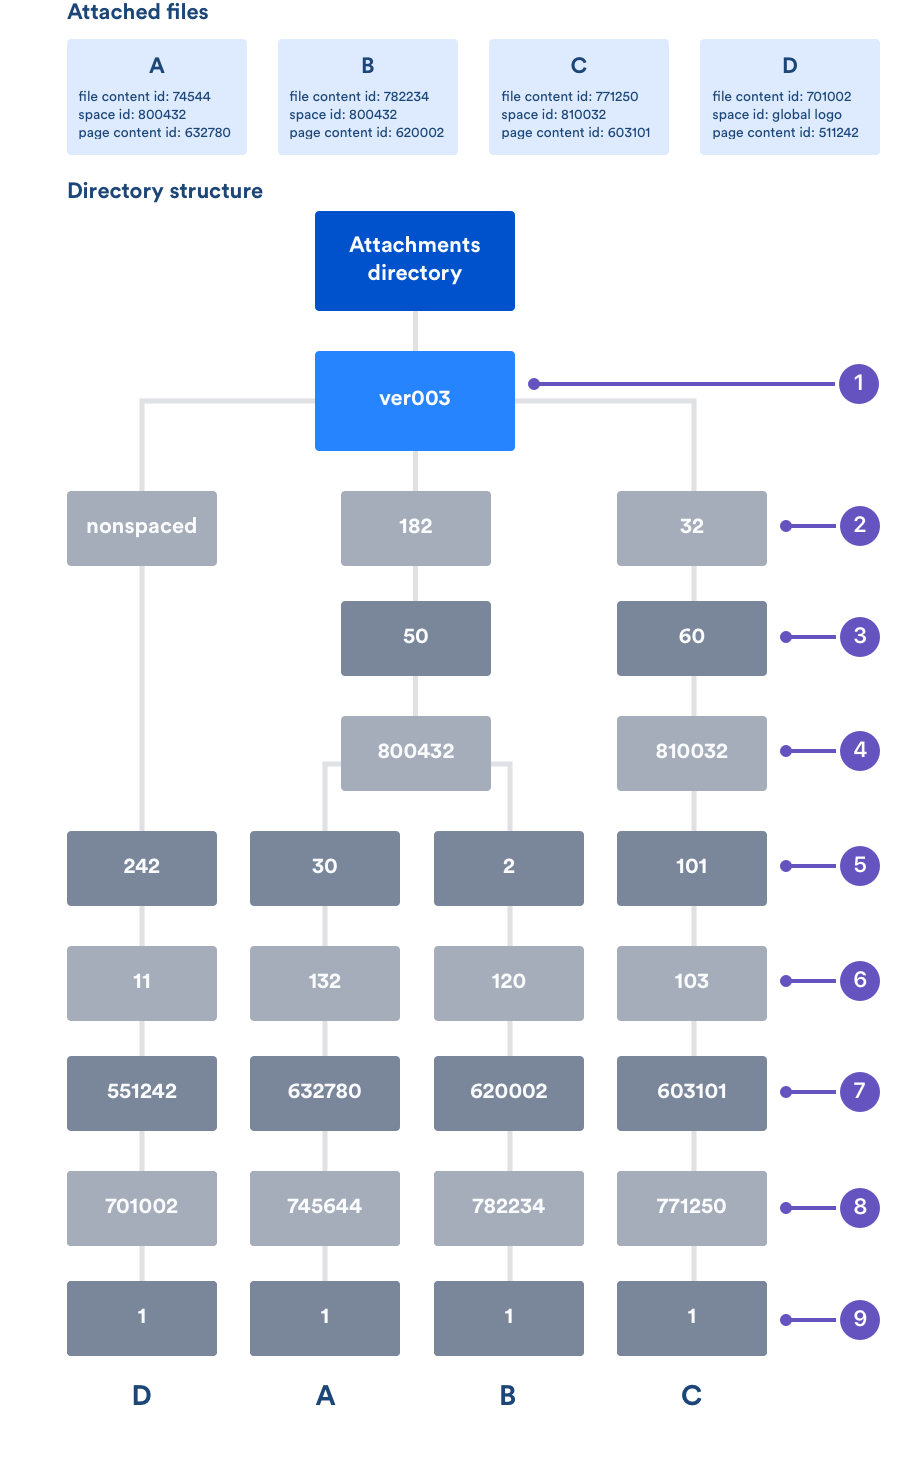 Attached files
A
file content id: 74544
space id: 800432
page content id: 632780
B
file content id: 782234
space id: 800432
page content id: 620002
C
file content id: 771250
space id: 810032
page content id: 603101
D
file content id: 701002
space id: global logo
page content id: 511242
Directory structure
Attachments
directory
ver003
1
nonspaced
182
32
2
50
60
3
800432
810032
4
242
30
2
101
5
11
132
120
103
6
551242
632780
620002
603101
7
701002
745644
782234
771250
8
1
1
1
1
9
D
A
B
C